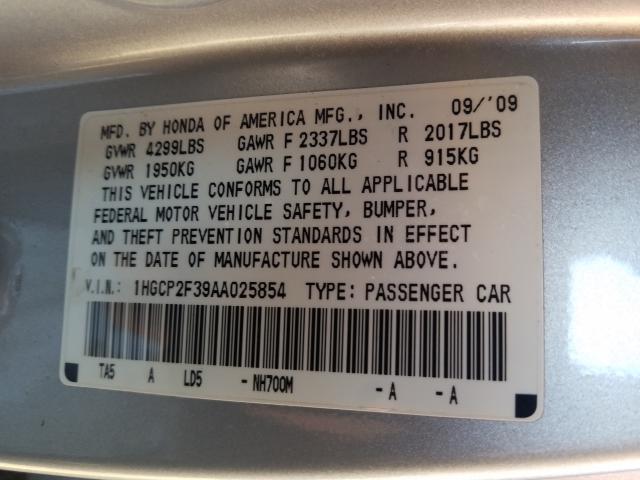 MFD. BY HONDA OF AMERICA MFG., INC. 09/'09
GVWR 4299LBS GAWR F 2337LBS R 2017LBS
GVWR 1950KG GAWR F 1060KG R 915KG
THIS VEHICLE CONFORMS TO ALL APPLICABLE
FEDERAL MOTOR VEHICLE SAFETY, BUMPER,
AND THEFT PREVENTION STANDARDS IN EFFECT
ON THE DATE OF MANUFACTURE SHOWN ABOVE.
V.I.N.: 1HGCP2F39AA025854 TYPE: PASSENGER CAR
TA5 A LD5 - NH700M - A - A